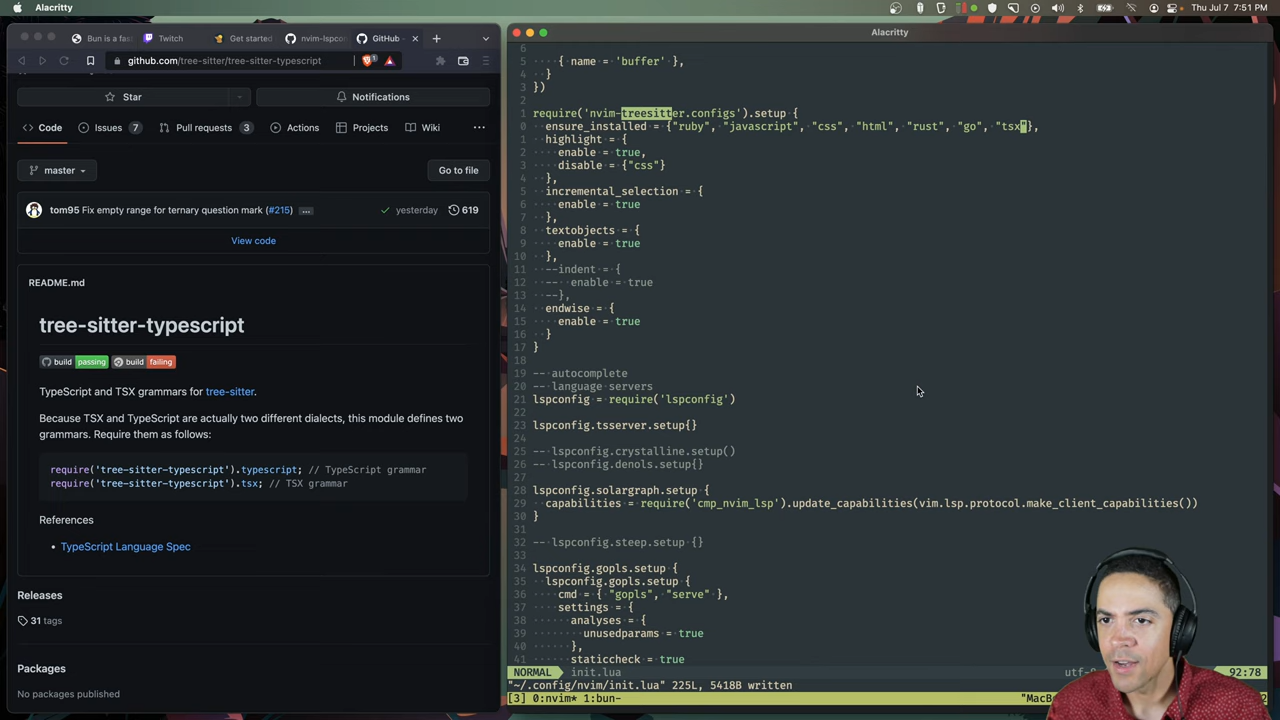 Alacritty
Thu Jul 7 7:51 PM
Bun is a fas
Twitch
Get started
nvim-lspco
GitHub -
github.com/tree-sitter/tree-sitter-typescript
Star
Notifications
Code
Issues 7
Pull requests 3
Actions
Projects
Wiki
master
Go to file
tom95 Fix empty range for ternary question mark (#215) ...
yesterday
619
View code
README.md
tree-sitter-typescript
build passing build failing
TypeScript and TSX grammars for tree-sitter.
Because TSX and TypeScript are actually two different dialects, this module defines two
grammars. Require them as follows:
require('tree-sitter-typescript').typescript; // TypeScript grammar
require('tree-sitter-typescript').tsx; // TSX grammar
References
TypeScript Language Spec
Releases
31 tags
Packages
No packages published
Alacritty
6
5 { name = 'buffer' },
4 }
3 })
2
1 require('nvim-treesitter.configs').setup {
0 ensure_installed = {"ruby", "javascript", "css", "html", "rust", "go", "tsx"},
1 highlight = {
2 enable = true,
3 disable = {"css"}
4 },
5 incremental_selection = {
6 enable = true
7 },
8 textobjects = {
9 enable = true
10 },
11 --indent = {
12 -- enable = true
13 --},
14 endwise = {
15 enable = true
16 }
17 }
18
19 -- autocomplete
20 -- language servers
21 lspconfig = require('lspconfig')
22
23 lspconfig.tsserver.setup{}
24
25 -- lspconfig.crystalline.setup()
26 -- lspconfig.denols.setup{}
27
28 lspconfig.solargraph.setup {
29 capabilities = require('cmp_nvim_lsp').update_capabilities(vim.lsp.protocol.make_client_capabilities())
30 }
31
32 -- lspconfig.steep.setup {}
33
34 lspconfig.gopls.setup {
35 lspconfig.gopls.setup {
36 cmd = { "gopls", "serve" },
37 settings = {
38 analyses = {
39 unusedparams = true
40 },
41 staticcheck = true
NORMAL init.lua utf-8 92:78
"~/.config/nvim/init.lua" 225L, 5418B written
[3] 0:nvim* 1:bun- "MacB